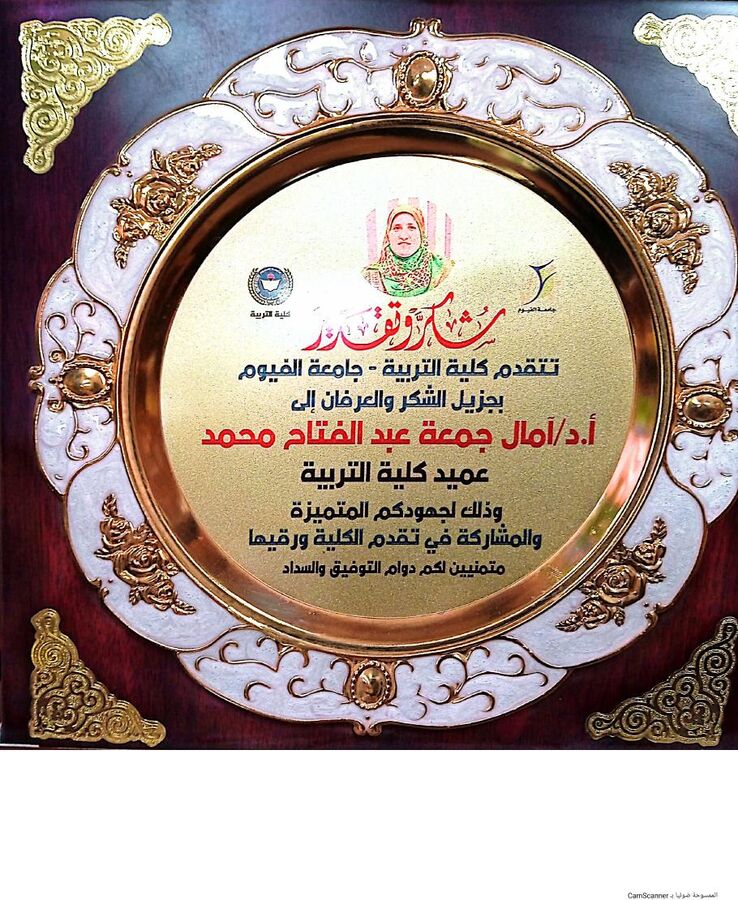 كلية التربية
جامعة الفيوم
شكر وتقدير
تتقدم كلية التربية - جامعة الفيوم
بجزيل الشكر والعرفان إلى
أ.د/آمال جمعة عبد الفتاح محمد
عميد كلية التربية
وذلك لجهودكم المتميزة
والمشاركة في تقدم الكلية ورقيها
متمنيين لكم دوام التوفيق والسداد
الممسوحة ضوئيا بـ CamScanner